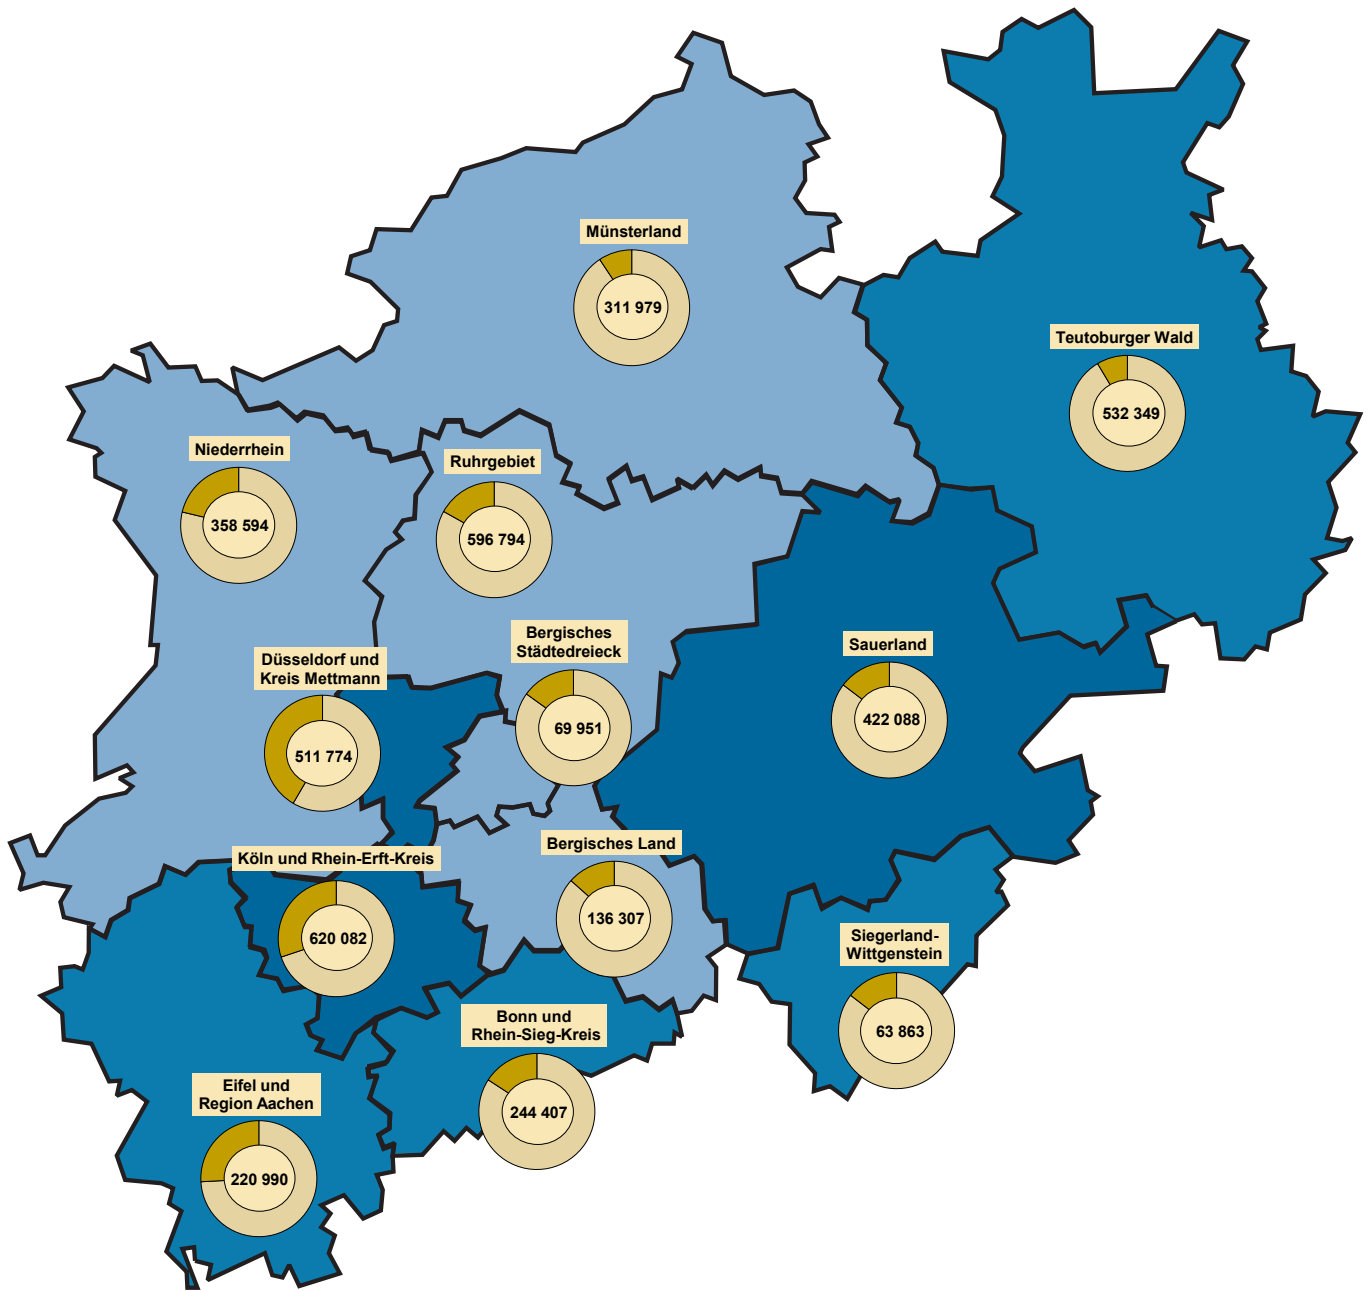 Münsterland
311 979
Teutoburger Wald
532 349
Niederrhein
358 594
Ruhrgebiet
596 794
Bergisches
Städtedreieck
69 951
Sauerland
422 088
Düsseldorf und
Kreis Mettmann
511 774
Bergisches Land
136 307
Köln und Rhein-Erft-Kreis
620 082
Siegerland-
Wittgenstein
63 863
Bonn und
Rhein-Sieg-Kreis
244 407
Eifel und
Region Aachen
220 990